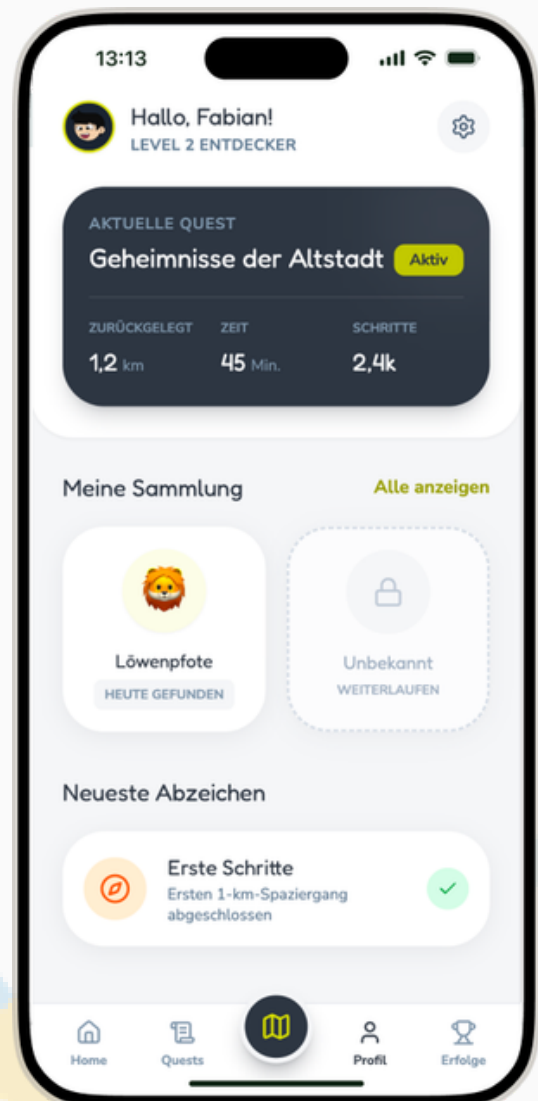 13:13
Hallo, Fabian!
LEVEL 2 ENTDECKER
AKTUELLE QUEST
Geheimnisse der Altstadt Aktiv
ZURÜCKGELEGT ZEIT SCHRITTE
1,2 km 45 Min. 2,4k
Meine Sammlung Alle anzeigen
Löwenpfote Unbekannt
HEUTE GEFUNDEN WEITERLAUFEN
Neueste Abzeichen
Erste Schritte
Ersten 1-km-Spaziergang
abgeschlossen
Home Quests Profil Erfolge